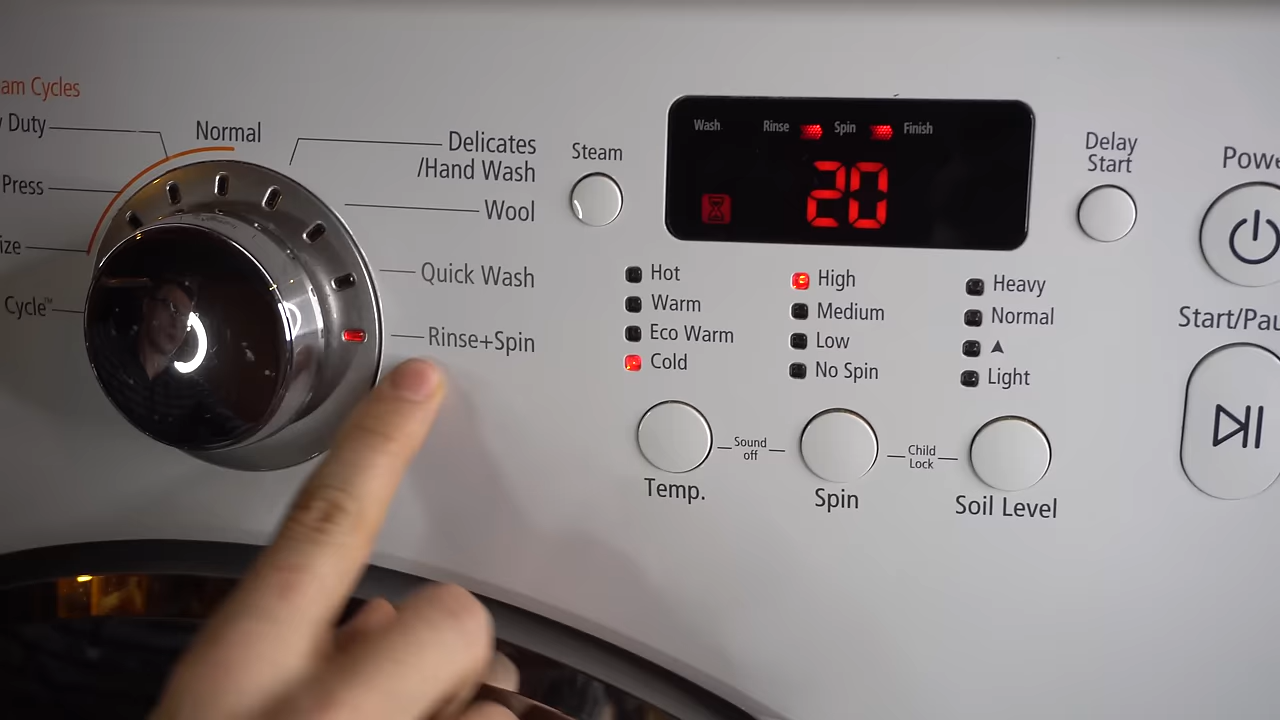 am Cycles
Duty
Press
ize
Cycle™
Normal
Delicates
/Hand Wash
Wool
Quick Wash
Rinse+Spin
Steam
Wash
Rinse
Spin
Finish
20
Hot
Warm
Eco Warm
Cold
High
Medium
Low
No Spin
Heavy
Normal
Light
Temp.
Sound
off
Spin
Child
Lock
Soil Level
Delay
Start
Powe
Start/Pau